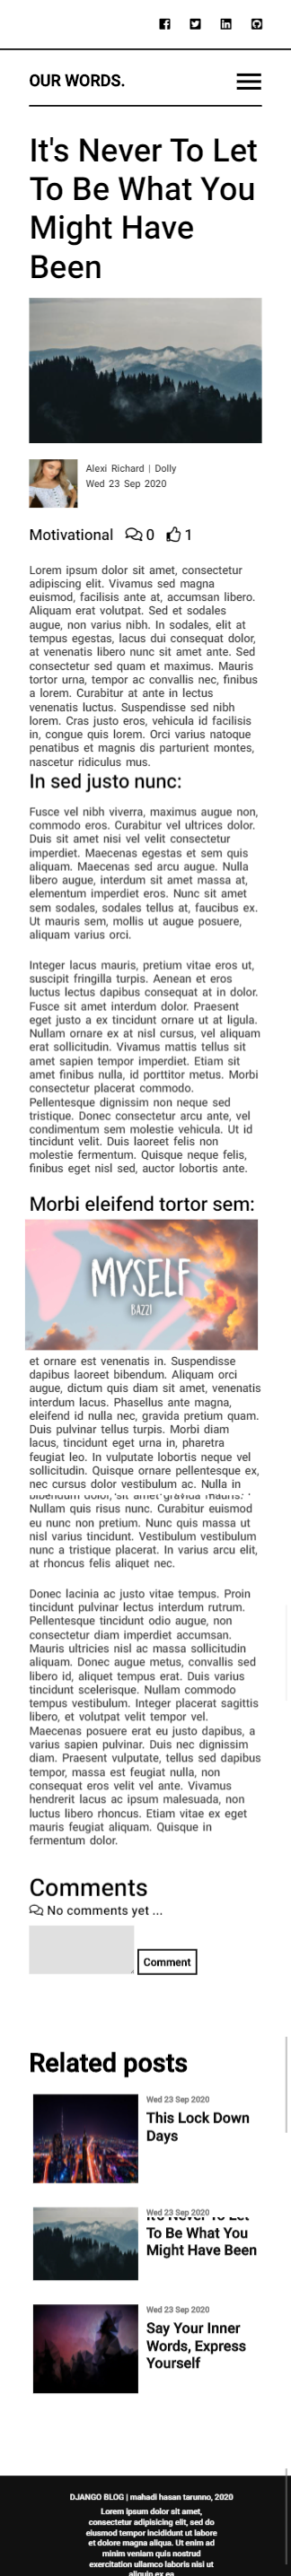 OUR WORDS.
It's Never To Let
To Be What You
Might Have
Been
Alexi Richard | Dolly
Wed 23 Sep 2020
Motivational 0 1
Lorem ipsum dolor sit amet, consectetur
adipiscing elit. Vivamus sed magna
euismod, facilisis ante at, accumsan libero.
Aliquam erat volutpat. Sed et sodales
augue, non varius nibh. In sodales, elit at
tempus egestas, lacus dui consequat dolor,
at venenatis libero nunc sit amet ante. Sed
consectetur sed quam et maximus. Mauris
tortor urna, tempor ac convallis nec, finibus
a lorem. Curabitur at ante in lectus
venenatis luctus. Suspendisse sed nibh
lorem. Cras justo eros, vehicula id facilisis
in, congue quis lorem. Orci varius natoque
penatibus et magnis dis parturient montes,
nascetur ridiculus mus.
In sed justo nunc:
Fusce vel nibh viverra, maximus augue non,
commodo eros. Curabitur vel ultrices dolor.
Duis sit amet nisi vel velit consectetur
imperdiet. Maecenas egestas et sem quis
aliquam. Maecenas sed arcu augue. Nulla
libero augue, interdum sit amet massa at,
elementum imperdiet eros. Nunc sit amet
sem sodales, sodales tellus at, faucibus ex.
Ut mauris sem, mollis ut augue posuere,
aliquam varius orci.
Integer lacus mauris, pretium vitae eros ut,
suscipit fringilla turpis. Aenean et eros
luctus lectus dapibus consequat at in dolor.
Fusce sit amet interdum dolor. Praesent
eget justo a ex tincidunt ornare ut at ligula.
Nullam ornare ex at nisl cursus, vel aliquam
erat sollicitudin. Vivamus mattis tellus sit
amet sapien tempor imperdiet. Etiam sit
amet finibus nulla, id porttitor metus. Morbi
consectetur placerat commodo.
Pellentesque dignissim non neque sed
tristique. Donec consectetur arcu ante, vel
condimentum sem molestie vehicula. Ut id
tincidunt velit. Duis laoreet felis non
molestie fermentum. Quisque neque felis,
finibus eget nisl sed, auctor lobortis ante.
Morbi eleifend tortor sem:
MYSELF
BAZZI
et ornare est venenatis in. Suspendisse
dapibus laoreet bibendum. Aliquam orci
augue, dictum quis diam sit amet, venenatis
interdum lacus. Phasellus ante magna,
eleifend id nulla nec, gravida pretium quam.
Duis pulvinar tellus turpis. Morbi diam
lacus, tincidunt eget urna in, pharetra
feugiat leo. In vulputate lobortis neque vel
sollicitudin. Quisque ornare pellentesque ex,
nec cursus dolor vestibulum ac. Nulla in
Nullam quis risus nunc. Curabitur euismod
eu nunc non pretium. Nunc quis massa ut
nisl varius tincidunt. Vestibulum vestibulum
nunc a tristique placerat. In varius arcu elit,
at rhoncus felis aliquet nec.
Donec lacinia ac justo vitae tempus. Proin
tincidunt pulvinar lectus interdum rutrum.
Pellentesque tincidunt odio augue, non
consectetur diam imperdiet accumsan.
Mauris ultricies nisl ac massa sollicitudin
aliquam. Donec augue metus, convallis sed
libero id, aliquet tempus erat. Duis varius
tincidunt scelerisque. Nullam commodo
tempus vestibulum. Integer placerat sagittis
libero, et volutpat velit tempor vel.
Maecenas posuere erat eu justo dapibus, a
varius sapien pulvinar. Duis nec dignissim
diam. Praesent vulputate, tellus sed dapibus
tempor, massa est feugiat nulla, non
consequat eros velit vel ante. Vivamus
hendrerit lacus ac ipsum malesuada, non
luctus libero rhoncus. Etiam vitae ex eget
mauris feugiat aliquam. Quisque in
fermentum dolor.
Comments
No comments yet ...
Comment
Related posts
Wed 23 Sep 2020
This Lock Down
Days
Wed 23 Sep 2020
It's Never To Let
To Be What You
Might Have Been
Wed 23 Sep 2020
Say Your Inner
Words, Express
Yourself
DJANGO BLOG | mahadi hasan tarunno, 2020
Lorem ipsum dolor sit amet,
consectetur adipiscing elit, sed do
eiusmod tempor incididunt ut labore
et dolore magna aliqua. Ut enim ad
minim veniam quis nostrud
exercitation ullamco laboris nisi ut
aliquip ex ea